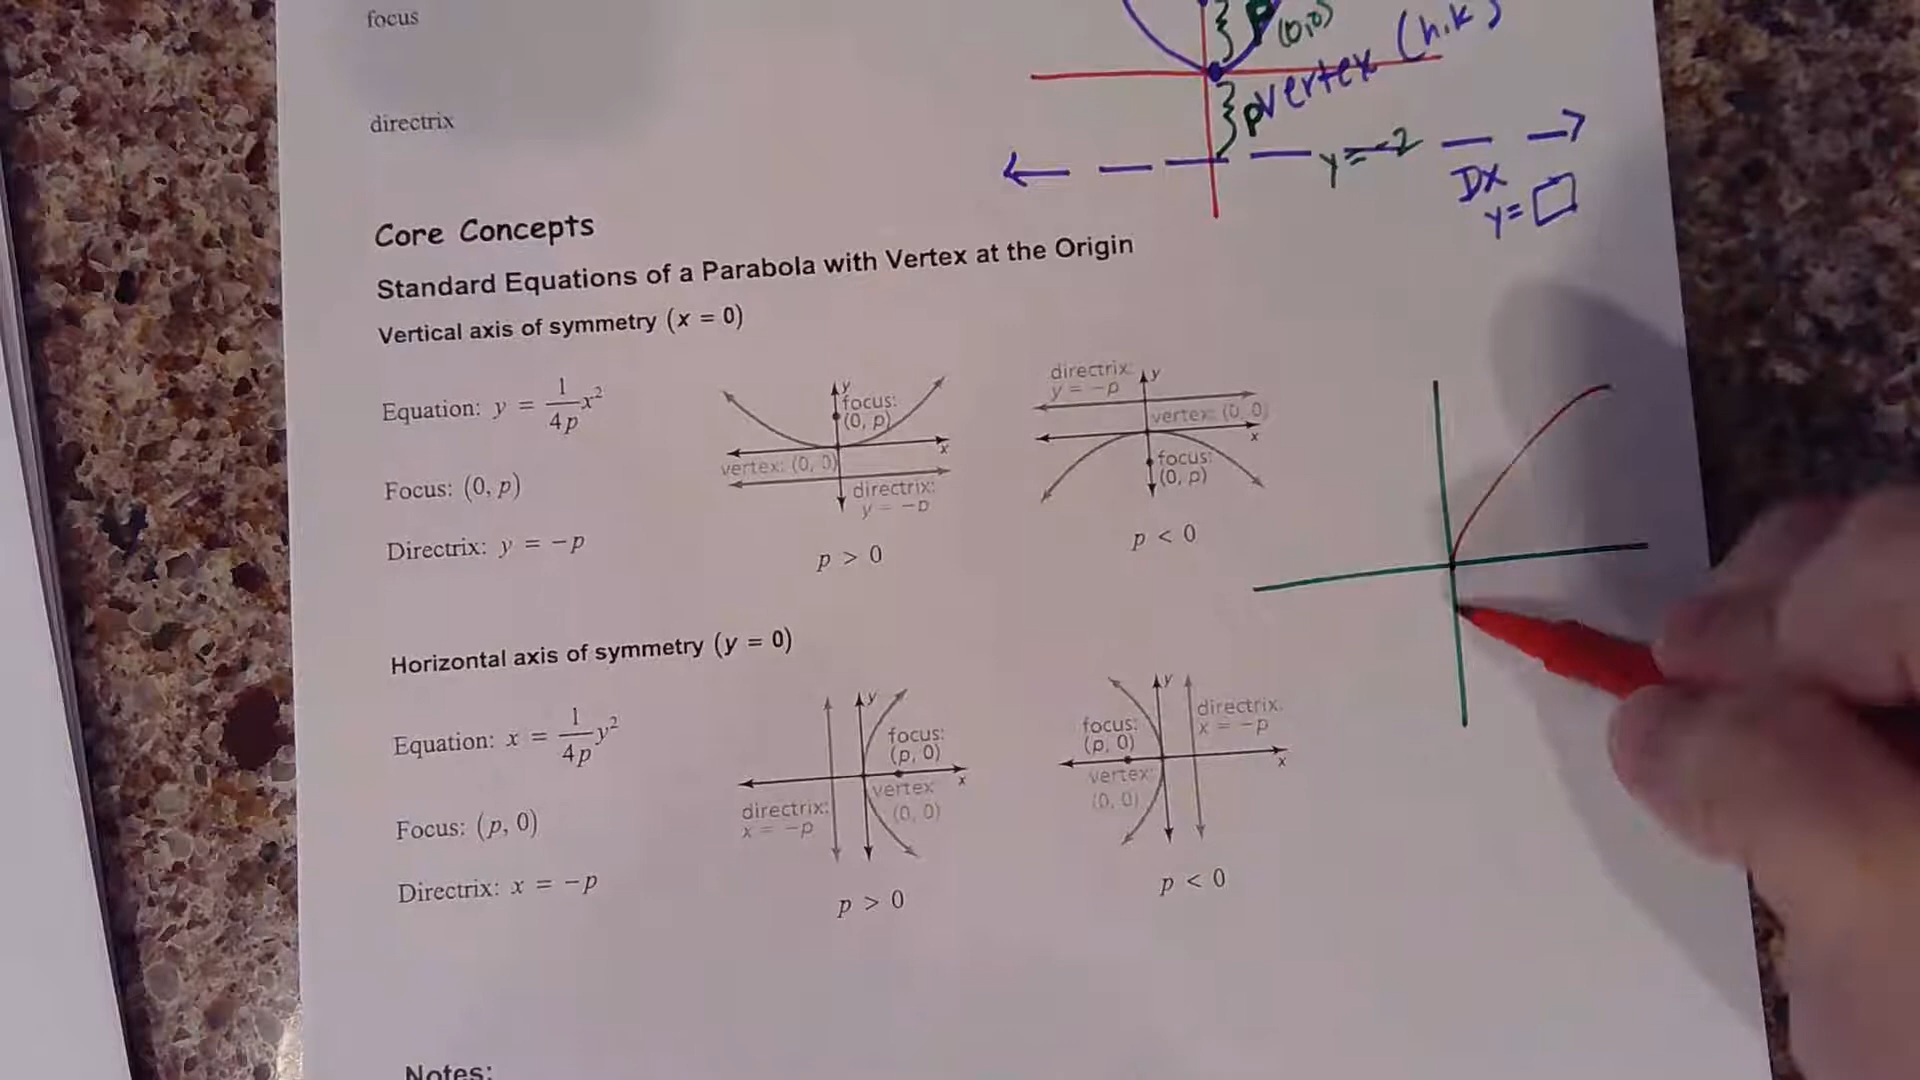 focus
P
(0,0)
vertex (h,k)
directrix
p
y=-2
DX
y=
Core Concepts
Standard Equations of a Parabola with Vertex at the Origin
Vertical axis of symmetry (x = 0)
Equation: y = 1/4p x²
Focus: (0, p)
Directrix: y = −p
y
focus:
(0, p)
x
vertex: (0, 0)
directrix:
y = −p
p > 0
directrix:
y = −p
y
vertex: (0, 0)
x
focus:
(0, p)
p < 0
Horizontal axis of symmetry (y = 0)
Equation: x = 1/4p y²
Focus: (p, 0)
Directrix: x = −p
y
focus:
(p, 0)
x
vertex
(0, 0)
directrix:
x = −p
p > 0
y
directrix:
x = −p
focus:
(p, 0)
x
vertex:
(0, 0)
p < 0
Notes: